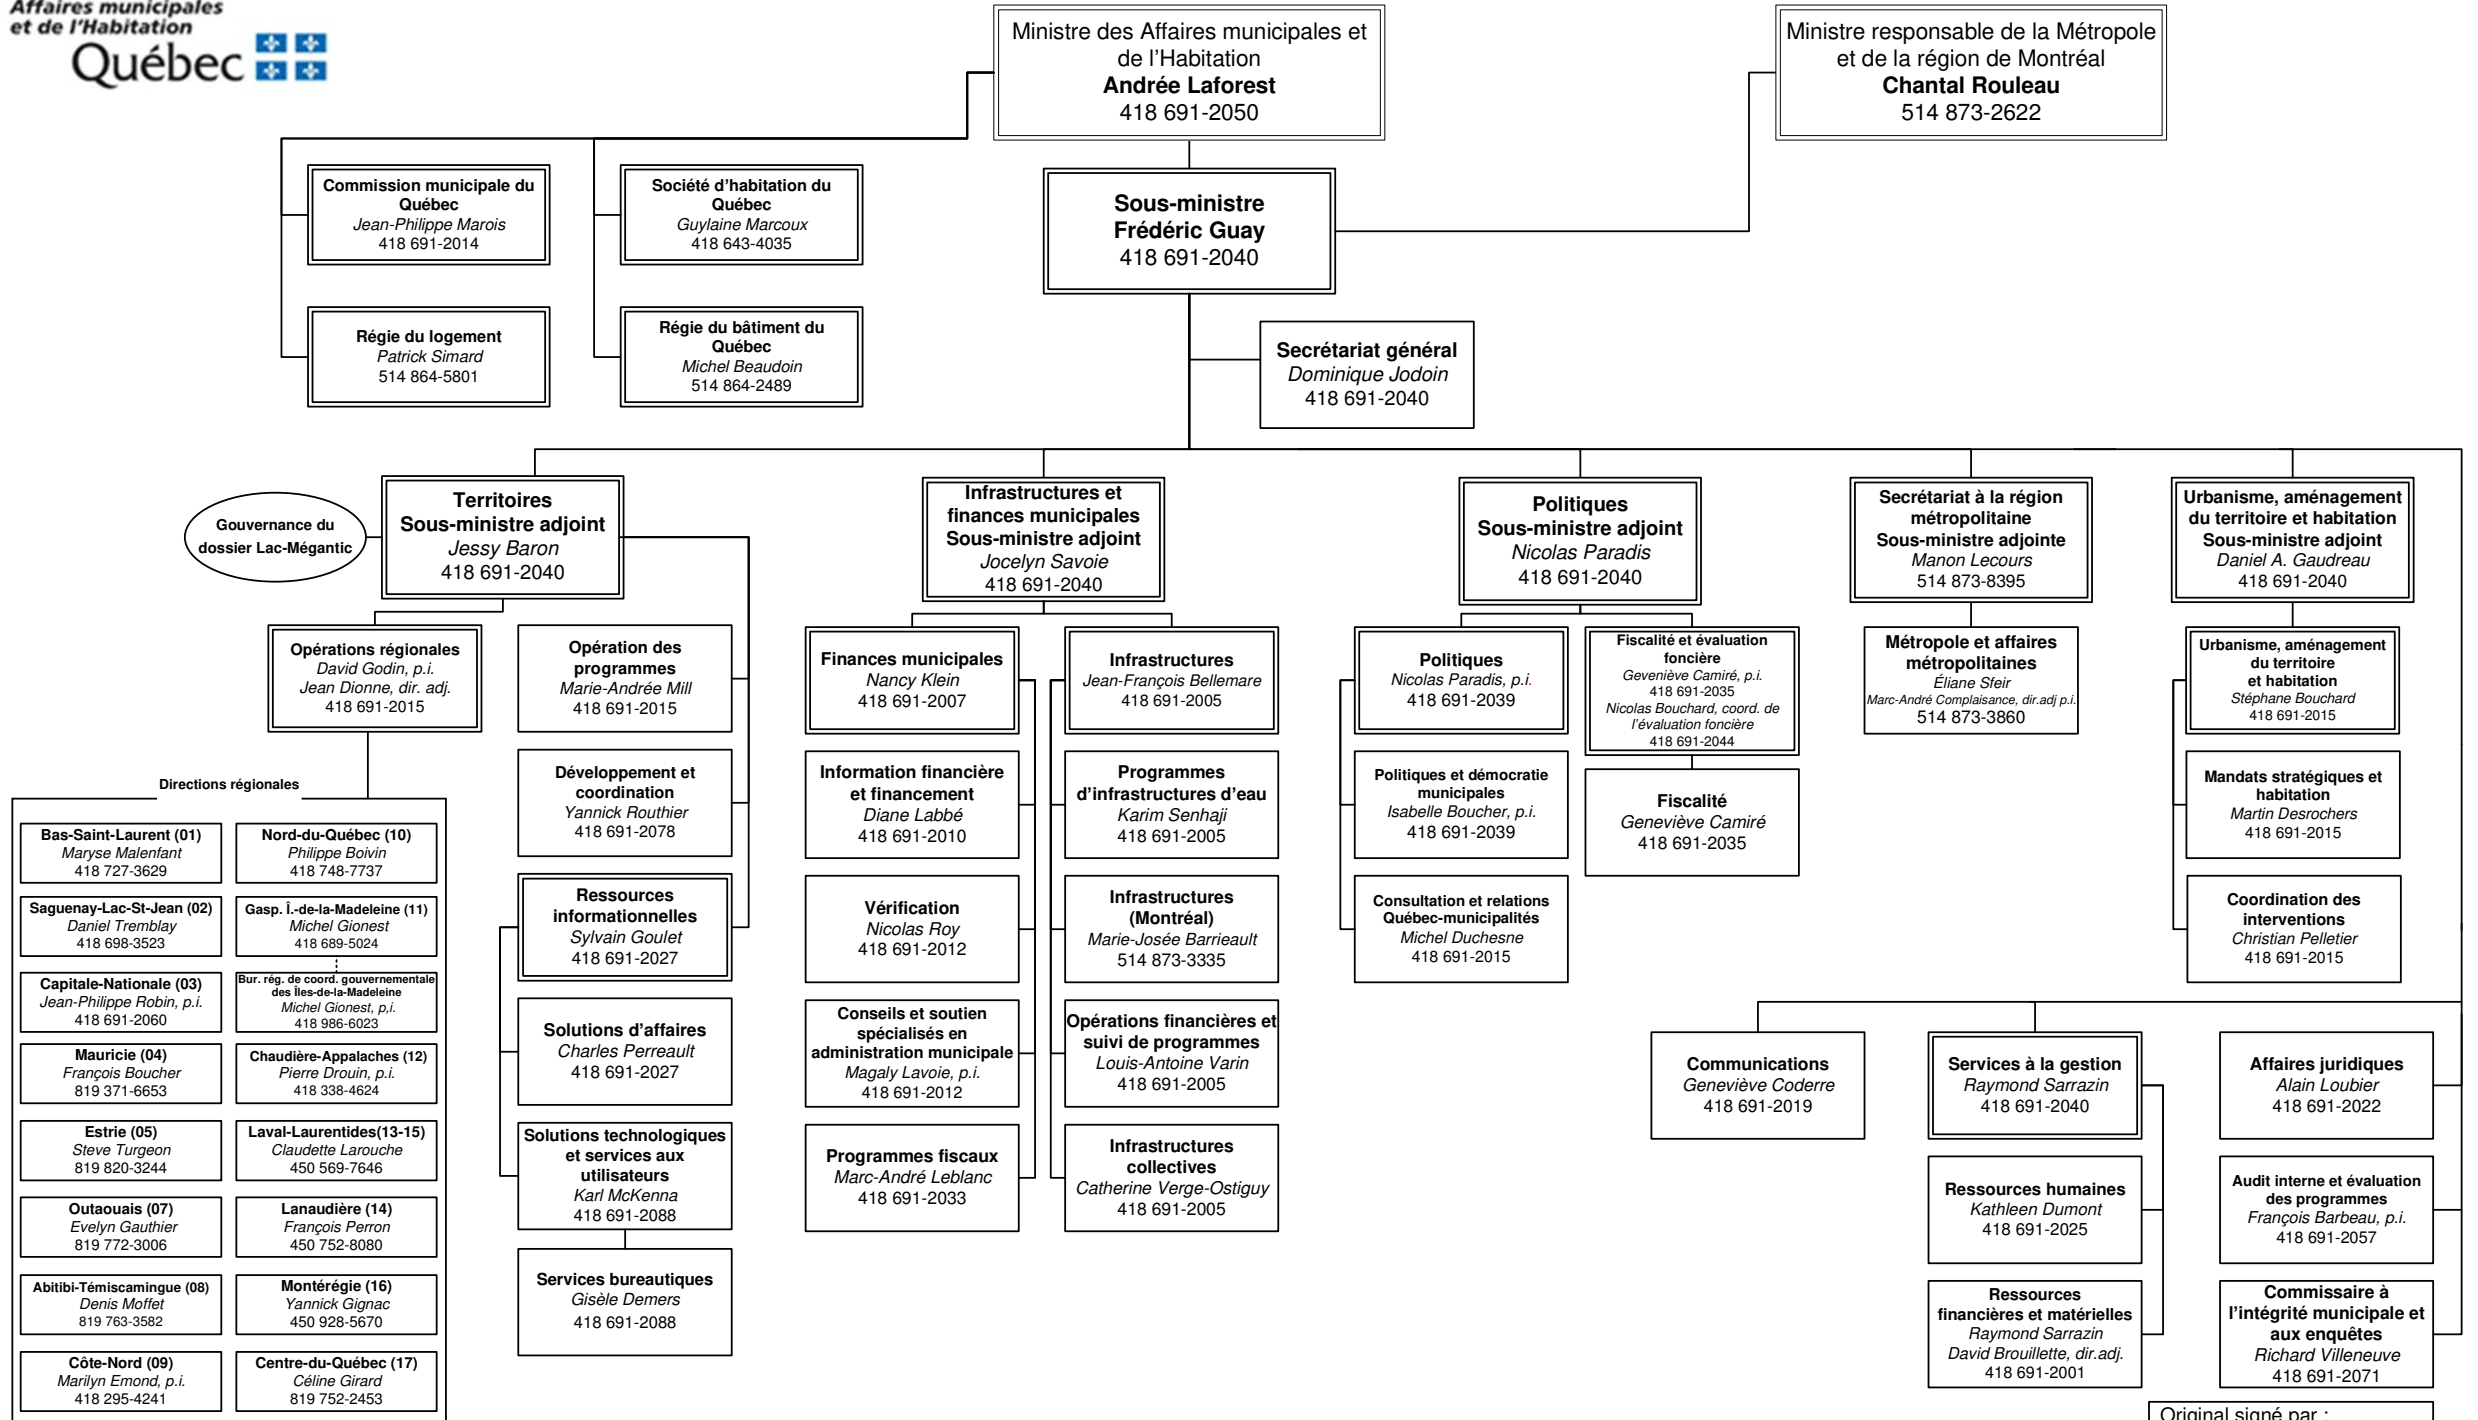 Affaires municipales
et de l'Habitation
Québec
Ministre des Affaires municipales et
de l'Habitation
Andrée Laforest
418 691-2050
Ministre responsable de la Métropole
et de la région de Montréal
Chantal Rouleau
514 873-2622
Commission municipale du
Québec
Jean-Philippe Marois
418 691-2014
Société d'habitation du
Québec
Guylaine Marcoux
418 643-4035
Sous-ministre
Frédéric Guay
418 691-2040
Régie du logement
Patrick Simard
514 864-5801
Régie du bâtiment du
Québec
Michel Beaudoin
514 864-2489
Secrétariat général
Dominique Jodoin
418 691-2040
Gouvernance du
dossier Lac-Mégantic
Territoires
Sous-ministre adjoint
Jessy Baron
418 691-2040
Infrastructures et
finances municipales
Sous-ministre adjoint
Jocelyn Savoie
418 691-2040
Politiques
Sous-ministre adjoint
Nicolas Paradis
418 691-2040
Secrétariat à la région
métropolitaine
Sous-ministre adjointe
Manon Lecours
514 873-8395
Urbanisme, aménagement
du territoire et habitation
Sous-ministre adjoint
Daniel A. Gaudreau
418 691-2040
Opérations régionales
David Godin, p.i.
Jean Dionne, dir. adj.
418 691-2015
Directions régionales
Bas-Saint-Laurent (01)
Maryse Malenfant
418 727-3629
Nord-du-Québec (10)
Philippe Boivin
418 748-7737
Saguenay-Lac-St-Jean (02)
Daniel Tremblay
418 698-3523
Gasp. Î.-de-la-Madeleine (11)
Michel Gionest
418 689-5024
Capitale-Nationale (03)
Jean-Philippe Robin, p.i.
418 691-2060
Bur. rég. de coord. gouvernementale
des Îles-de-la-Madeleine
Michel Gionest, p,i.
418 986-6023
Mauricie (04)
François Boucher
819 371-6653
Chaudière-Appalaches (12)
Pierre Drouin, p.i.
418 338-4624
Estrie (05)
Steve Turgeon
819 820-3244
Laval-Laurentides(13-15)
Claudette Larouche
450 569-7646
Outaouais (07)
Evelyn Gauthier
819 772-3006
Lanaudière (14)
François Perron
450 752-8080
Abitibi-Témiscamingue (08)
Denis Moffet
819 763-3582
Montérégie (16)
Yannick Gignac
450 928-5670
Côte-Nord (09)
Marilyn Emond, p.i.
418 295-4241
Centre-du-Québec (17)
Céline Girard
819 752-2453
Opération des
programmes
Marie-Andrée Mill
418 691-2015
Développement et
coordination
Yannick Routhier
418 691-2078
Ressources
informationnelles
Sylvain Goulet
418 691-2027
Solutions d'affaires
Charles Perreault
418 691-2027
Solutions technologiques
et services aux
utilisateurs
Karl McKenna
418 691-2088
Services bureautiques
Gisèle Demers
418 691-2088
Finances municipales
Nancy Klein
418 691-2007
Information financière
et financement
Diane Labbé
418 691-2010
Vérification
Nicolas Roy
418 691-2012
Conseils et soutien
spécialisés en
administration municipale
Magaly Lavoie, p.i.
418 691-2012
Programmes fiscaux
Marc-André Leblanc
418 691-2033
Infrastructures
Jean-François Bellemare
418 691-2005
Programmes
d'infrastructures d'eau
Karim Senhaji
418 691-2005
Infrastructures
(Montréal)
Marie-Josée Barrieault
514 873-3335
Opérations financières et
suivi de programmes
Louis-Antoine Varin
418 691-2005
Infrastructures
collectives
Catherine Verge-Ostiguy
418 691-2005
Politiques
Nicolas Paradis, p.i.
418 691-2039
Politiques et démocratie
municipales
Isabelle Boucher, p.i.
418 691-2039
Consultation et relations
Québec-municipalités
Michel Duchesne
418 691-2015
Fiscalité et évaluation
foncière
Geveniève Camiré, p.i.
418 691-2035
Nicolas Bouchard, coord. de
l'évaluation foncière
418 691-2044
Fiscalité
Geneviève Camiré
418 691-2035
Métropole et affaires
métropolitaines
Éliane Sfeir
Marc-André Complaisance, dir.adj p.i.
514 873-3860
Urbanisme, aménagement
du territoire
et habitation
Stéphane Bouchard
418 691-2015
Mandats stratégiques et
habitation
Martin Desrochers
418 691-2015
Coordination des
interventions
Christian Pelletier
418 691-2015
Communications
Geneviève Coderre
418 691-2019
Services à la gestion
Raymond Sarrazin
418 691-2040
Ressources humaines
Kathleen Dumont
418 691-2025
Ressources
financières et matérielles
Raymond Sarrazin
David Brouillette, dir.adj.
418 691-2001
Affaires juridiques
Alain Loubier
418 691-2022
Audit interne et évaluation
des programmes
François Barbeau, p.i.
418 691-2057
Commissaire à
l'intégrité municipale et
aux enquêtes
Richard Villeneuve
418 691-2071
Original signé par :